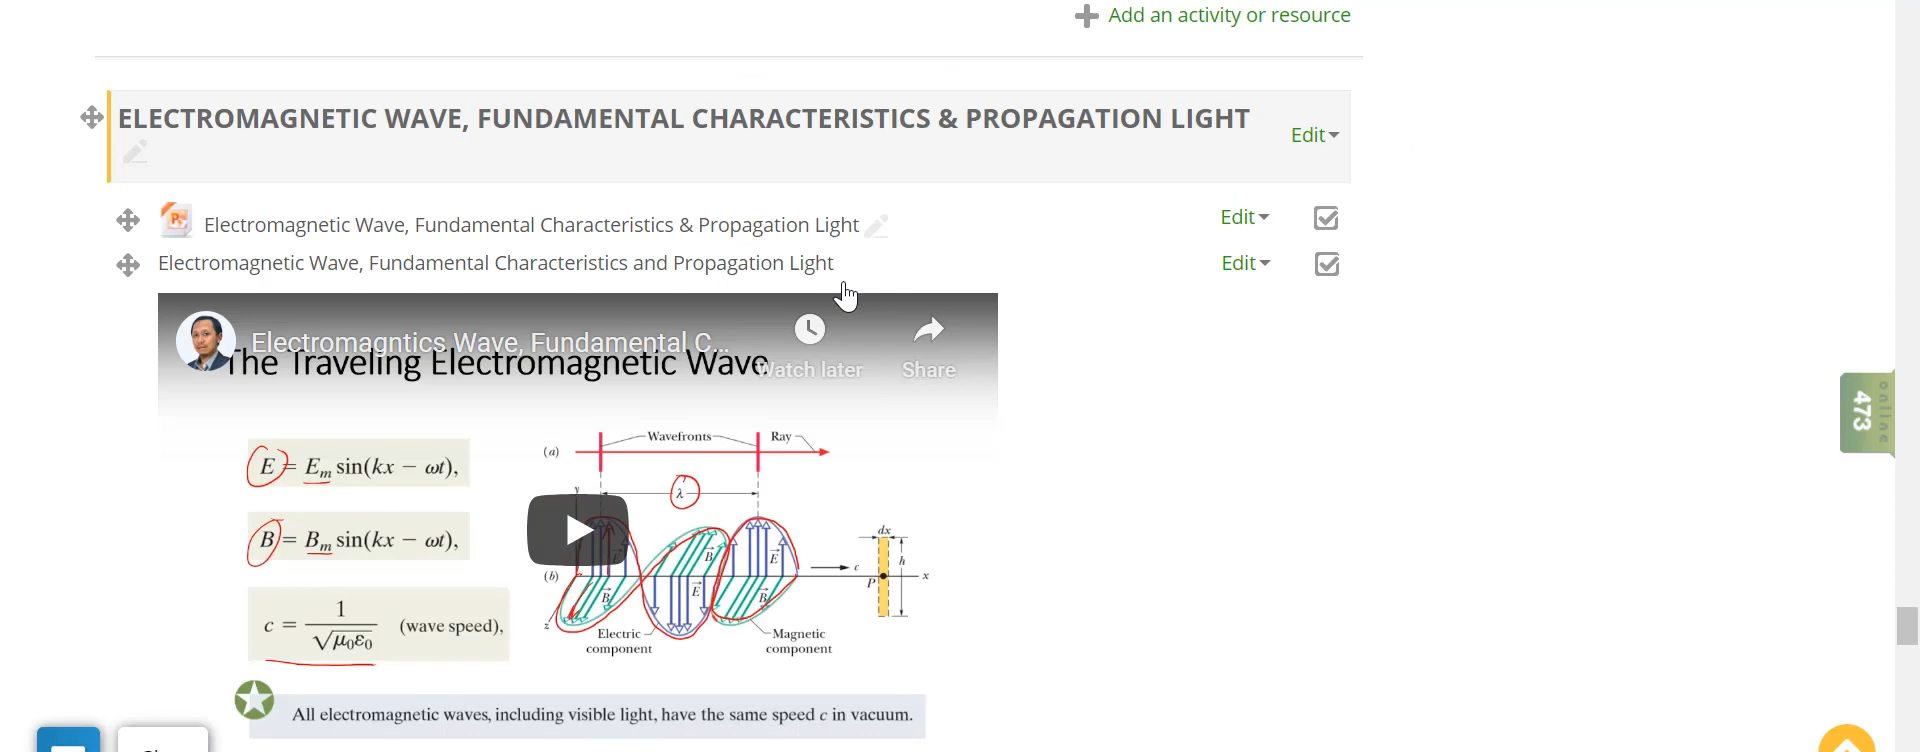 Add an activity or resource
ELECTROMAGNETIC WAVE, FUNDAMENTAL CHARACTERISTICS & PROPAGATION LIGHT
Edit
Electromagnetic Wave, Fundamental Characteristics & Propagation Light
Edit
Electromagnetic Wave, Fundamental Characteristics and Propagation Light
Edit
Electromagntics Wave, Fundamental C...
The Traveling Electromagnetic Wave
Watch later
Share
E = Em sin(kx − ωt),
B = Bm sin(kx − ωt),
c = 1/√μ0ε0 (wave speed),
(a)
Wavefronts
Ray
λ
y
dx
E
B
E
h
(b)
c
x
P
E
B
B
z
Electric component
Magnetic component
All electromagnetic waves, including visible light, have the same speed c in vacuum.
online
473